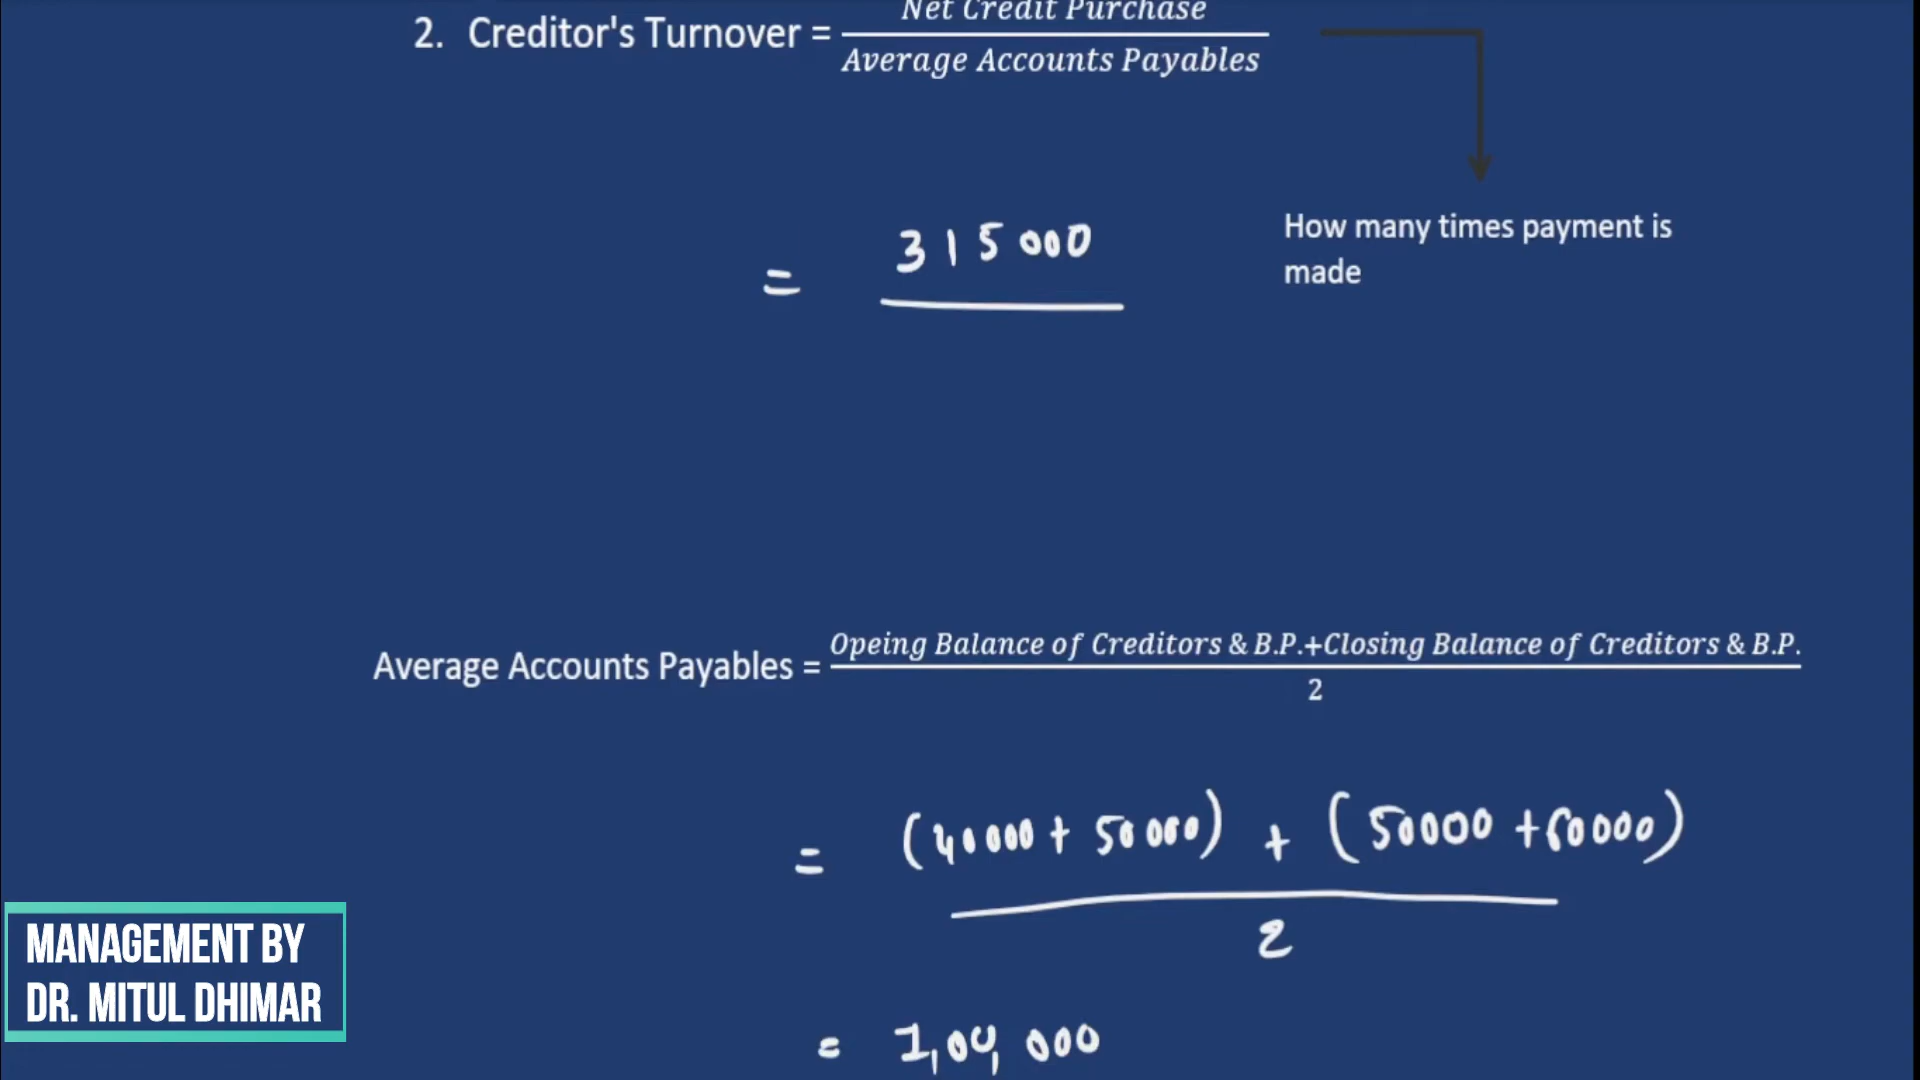 2. Creditor's Turnover = Net Credit Purchase / Average Accounts Payables
= 315000
How many times payment is
made
Average Accounts Payables = Opeing Balance of Creditors & B.P.+Closing Balance of Creditors & B.P. / 2
= (40000 + 50000) + (50000 + 60000)
2
= 1,00,000
MANAGEMENT BY
DR. MITUL DHIMAR